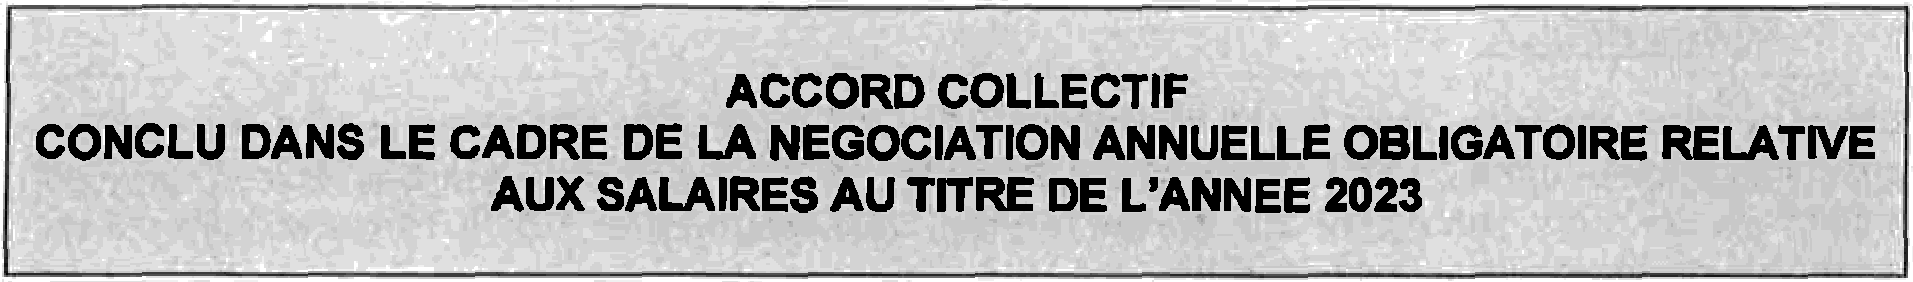 ACCORD COLLECTIF
CONCLU DANS LE CADRE DE LA NEGOCIATION ANNUELLE OBLIGATOIRE RELATIVE
AUX SALAIRES AU TITRE DE L'ANNEE 2023